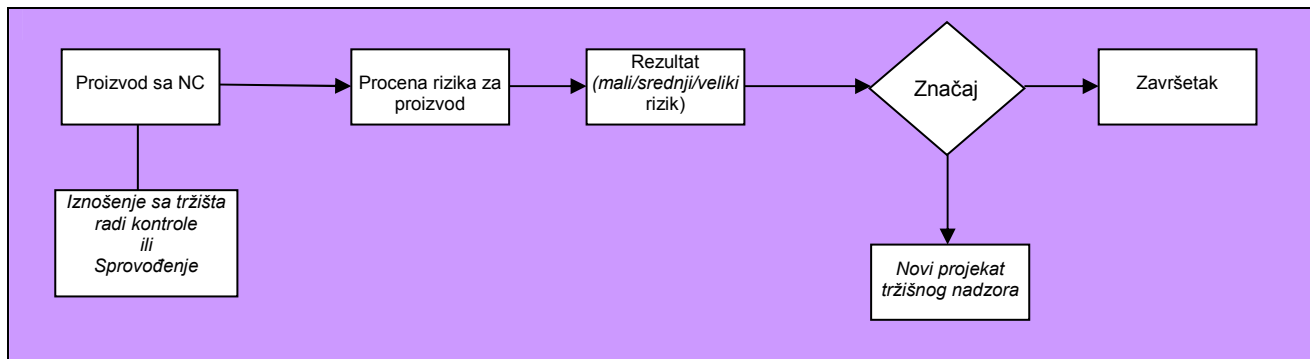 Proizvod sa NC
Procena rizika za
proizvod
Rezultat
(mali/srednji/veliki
rizik)
Značaj
Završetak
Iznošenje sa tržišta
radi kontrole
ili
Sprovođenje
Novi projekat
tržišnog nadzora